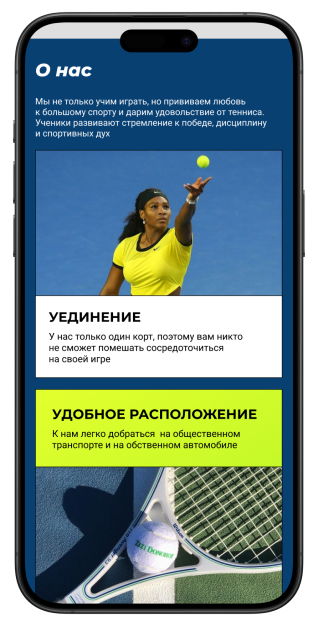 О нас
Мы не только учим играть, но прививаем любовь
к большому спорту и дарим удовольствие от тенниса.
Ученики развивают стремление к победе, дисциплину
и спортивных дух
УЕДИНЕНИЕ
У нас только один корт, поэтому вам никто
не сможет помешать сосредоточиться
на своей игре
УДОБНОЕ РАСПОЛОЖЕНИЕ
К нам легко добраться на общественном
транспорте и на обственном автомобиле